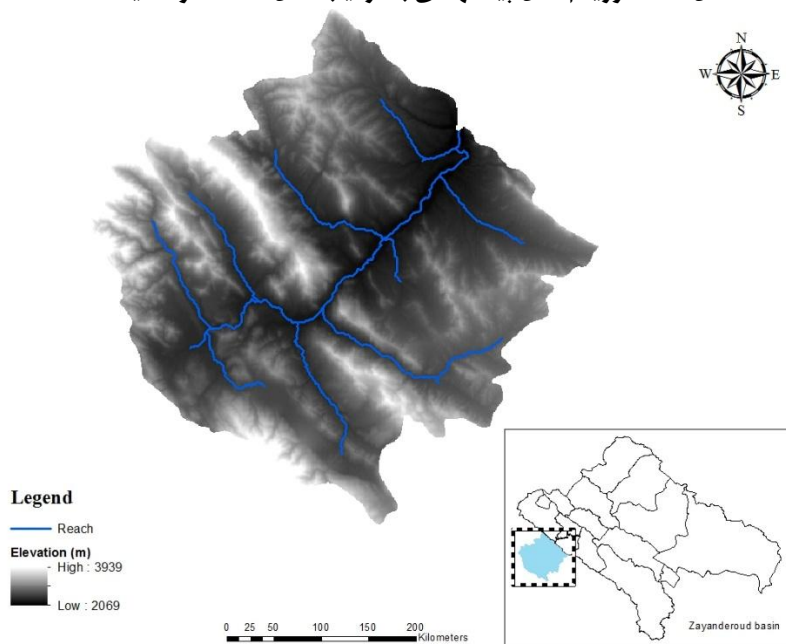 N
W E
S
Legend
Reach
Elevation (m)
High : 3939
Low : 2069
0 25 50 100 150 200
Kilometers
Zayanderoud basin